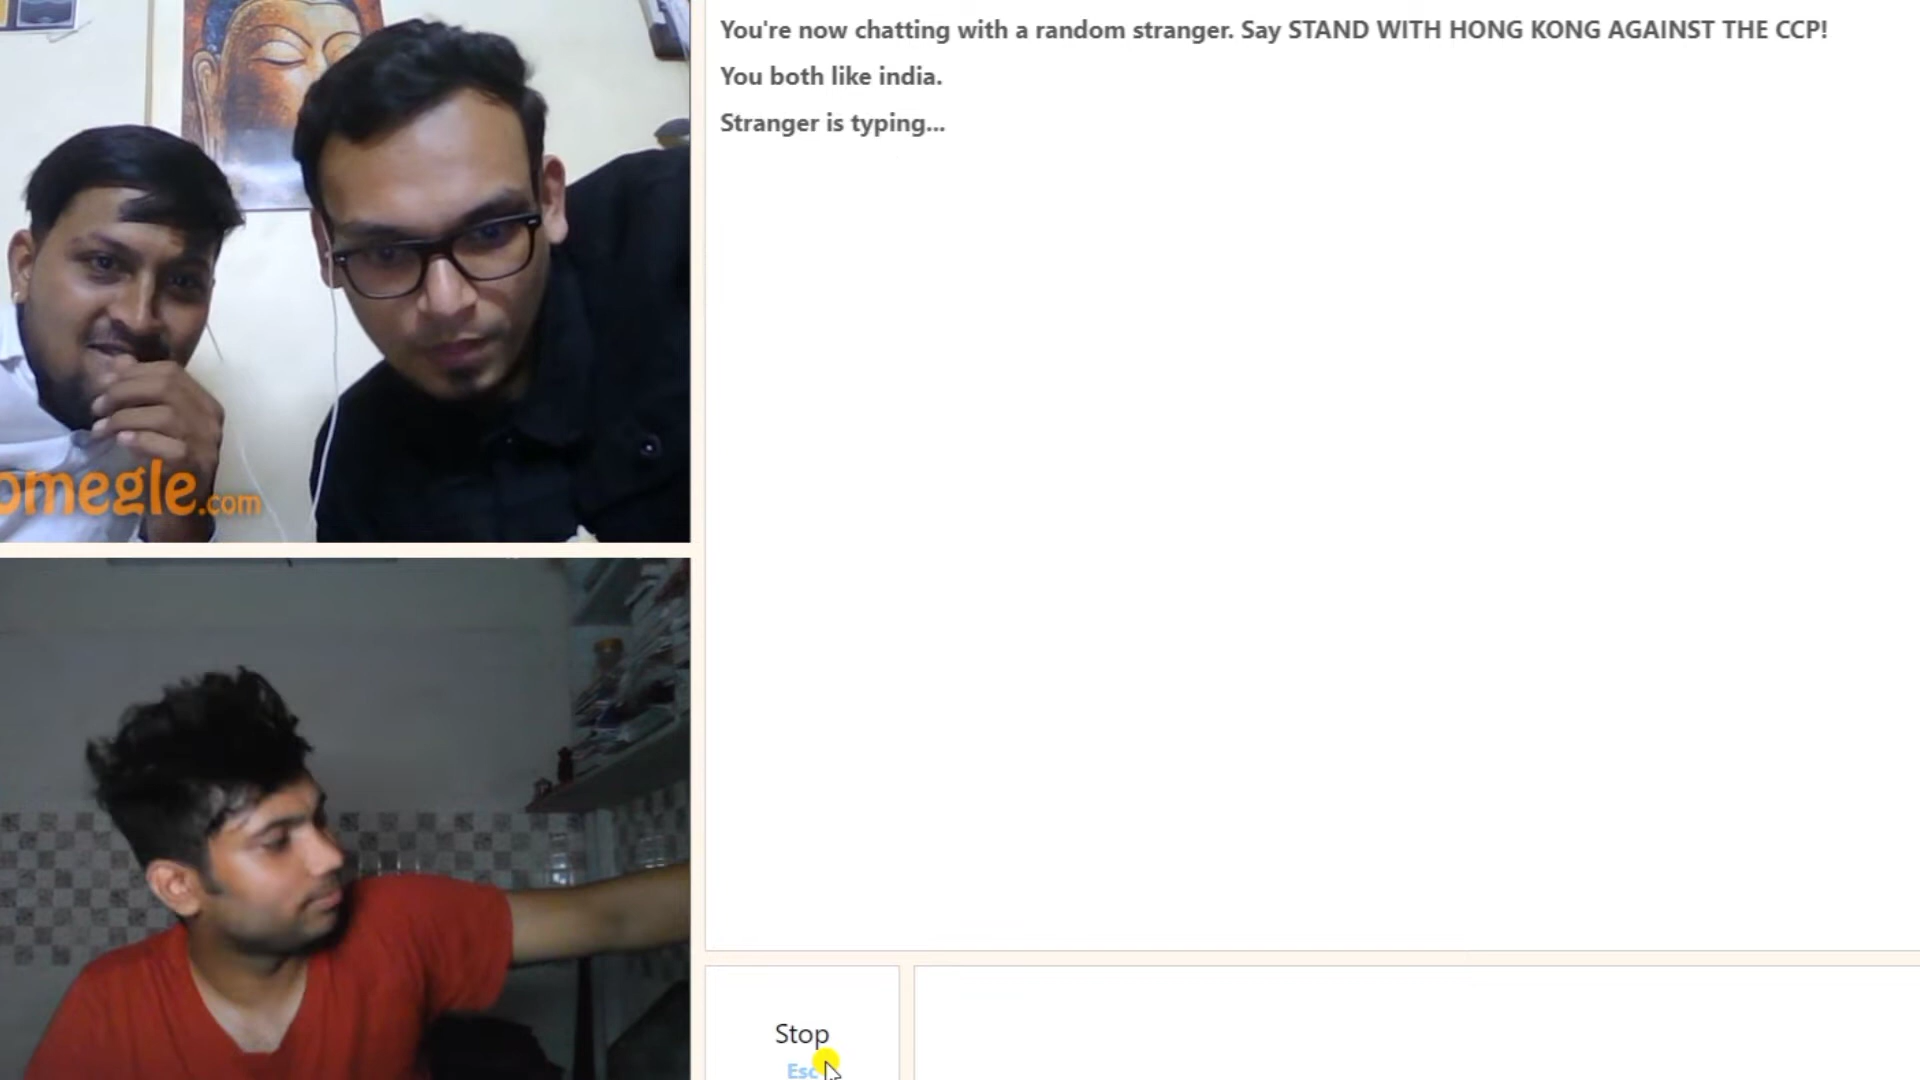 You're now chatting with a random stranger. Say STAND WITH HONG KONG AGAINST THE CCP!
You both like india.
Stranger is typing...
omegle.com
Stop
Esc